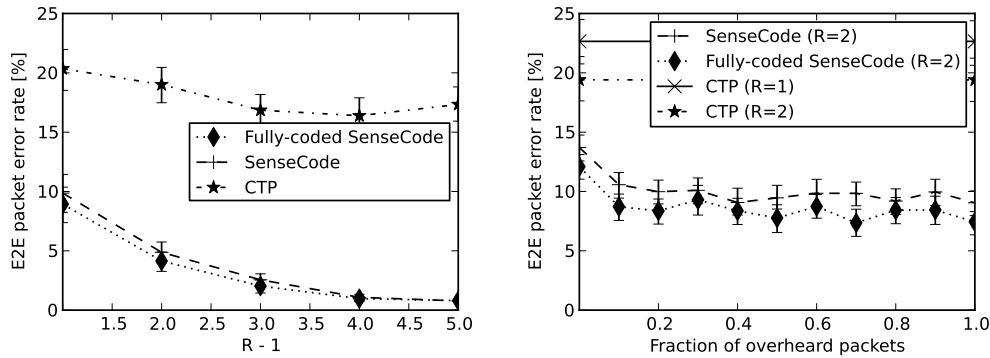 25
20
15
10
5
0
E2E packet error rate [%]
Fully-coded SenseCode
SenseCode
CTP
1.5 2.0 2.5 3.0 3.5 4.0 4.5 5.0
R - 1
25
20
15
10
5
0
E2E packet error rate [%]
SenseCode (R=2)
Fully-coded SenseCode (R=2)
CTP (R=1)
CTP (R=2)
0.2 0.4 0.6 0.8 1.0
Fraction of overheard packets